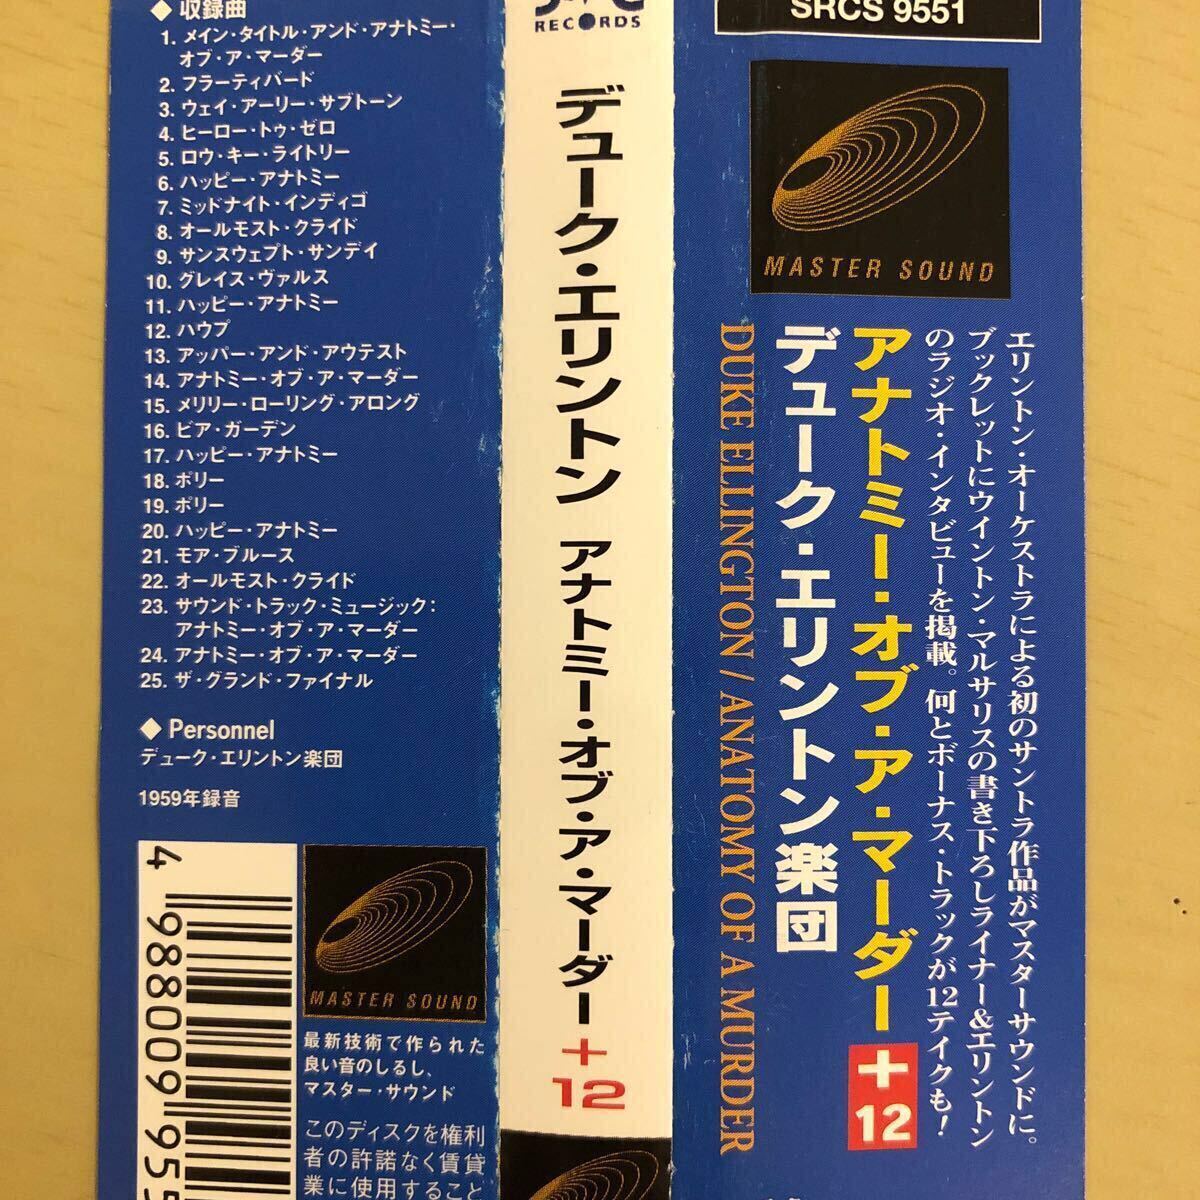 ◆ 収録曲
1. メイン・タイトル・アンド・アナトミー・
オブ・ア・マーダー
2. フラーティバード
3. ウェイ・アーリー・サブトーン
4. ヒーロー・トゥ・ゼロ
5. ロウ・キー・ライトリー
6. ハッピー・アナトミー
7. ミッドナイト・インディゴ
8. オールモスト・クライド
9. サンスウェプト・サンデイ
10. グレイス・ヴァルス
11. ハッピー・アナトミー
12. ハウプ
13. アッパー・アンド・アウテスト
14. アナトミー・オブ・ア・マーダー
15. メリリー・ローリング・アロング
16. ビア・ガーデン
17. ハッピー・アナトミー
18. ポリー
19. ポリー
20. ハッピー・アナトミー
21. モア・ブルース
22. オールモスト・クライド
23. サウンド・トラック・ミュージック:
アナトミー・オブ・ア・マーダー
24. アナトミー・オブ・ア・マーダー
25. ザ・グランド・ファイナル
◆ Personnel
デューク・エリントン楽団
1959年録音
4 988009 95
MASTER SOUND
最新技術で作られた
良い音のしるし、
マスター・サウンド
このディスクを権利
者の許諾なく賃貸
業に使用すること
RECORDS
デューク・エリントン アナトミー・オブ・ア・マーダー+12
SRCS 9551
MASTER SOUND
エリントン・オーケストラによる初のサントラ作品がマスターサウンドに。
ブックレットにウイントン・マルサリスの書き下ろしライナー&エリントン
のラジオ・インタビューを掲載。何とボーナス・トラックが12テイクも!
アナトミー・オブ・ア・マーダー+12
デューク・エリントン楽団
DUKE ELLINGTON / ANATOMY OF A MURDER